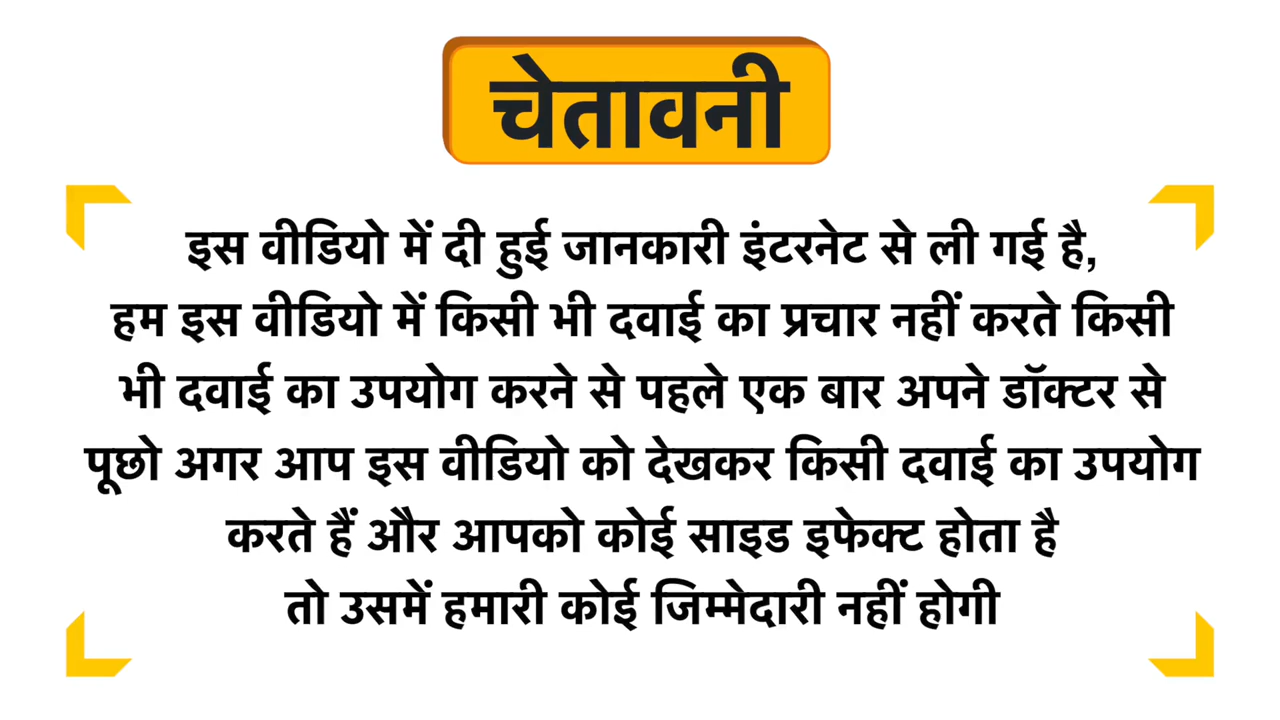 चेतावनी
इस वीडियो में दी हुई जानकारी इंटरनेट से ली गई है,
हम इस वीडियो में किसी भी दवाई का प्रचार नहीं करते किसी
भी दवाई का उपयोग करने से पहले एक बार अपने डॉक्टर से
पूछो अगर आप इस वीडियो को देखकर किसी दवाई का उपयोग
करते हैं और आपको कोई साइड इफेक्ट होता है
तो उसमें हमारी कोई जिम्मेदारी नहीं होगी